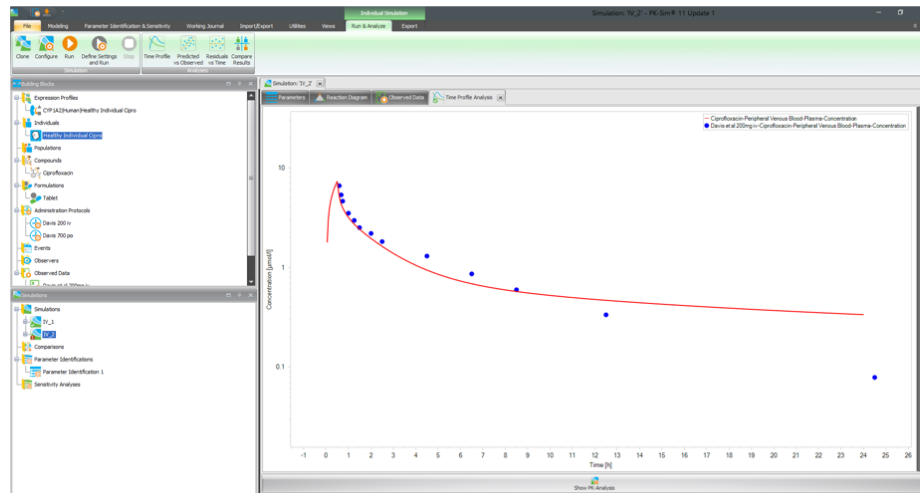 Individual Simulation
Simulation: 'IV_2' - PK-Sim® 11 Update 1
File Modeling Parameter Identification & Sensitivity Working Journal Import/Export Utilities Views Run & Analyze Export
Clone Configure Run Define Settings and Run Stop Time Profile Predicted vs Observed Residuals vs Time Compare Results
Simulation Analyses
Building Blocks
Expression Profiles
CYP1A2|Human|Healthy Individual Cipro
Individuals
Healthy Individual Cipro
Populations
Compounds
Ciprofloxacin
Formulations
Tablet
Administration Protocols
Davis 200 iv
Davis 700 po
Events
Observers
Observed Data
Davis et al 200mg iv
Simulations
Simulations
IV_1
IV_2
Comparisons
Parameter Identifications
Parameter Identification 1
Sensitivity Analyses
Simulation: 'IV_2'
Parameters Reaction Diagram Observed Data Time Profile Analysis
Ciprofloxacin-Peripheral Venous Blood-Plasma-Concentration
Davis et al 200mg iv-Ciprofloxacin-Peripheral Venous Blood-Plasma-Concentration
Concentration [µmol/l]
10
1
0.1
-1 0 1 2 3 4 5 6 7 8 9 10 11 12 13 14 15 16 17 18 19 20 21 22 23 24 25 26
Time [h]
Show PK-Analysis